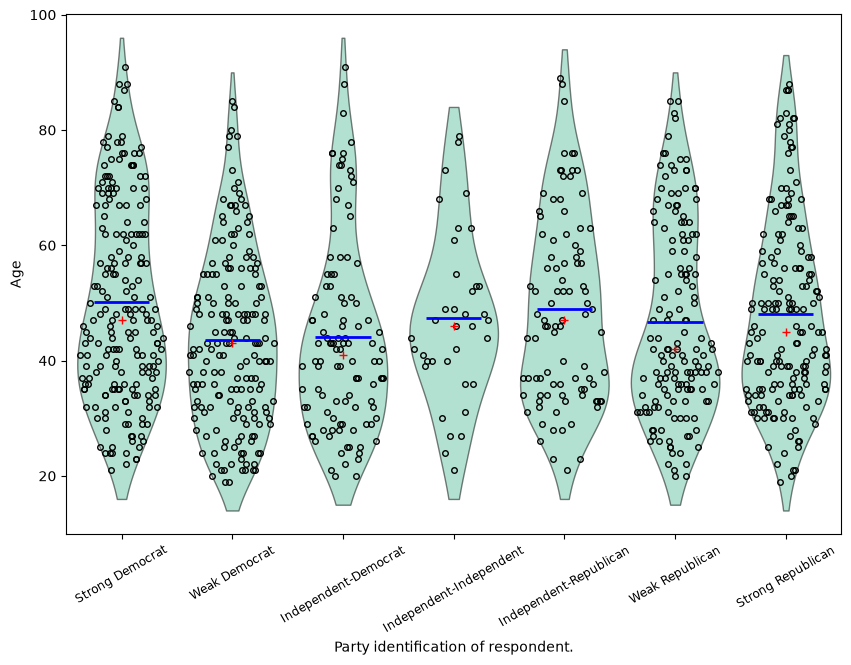 100
80
60
40
20
Age
Strong Democrat
Weak Democrat
Independent-Democrat
Independent-Independent
Independent-Republican
Weak Republican
Strong Republican
Party identification of respondent.